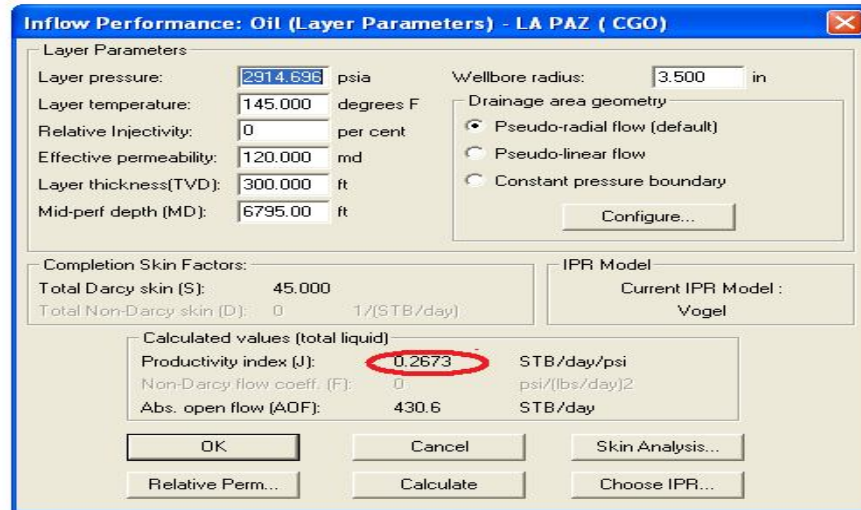 Inflow Performance: Oil (Layer Parameters) - LA PAZ ( CGO)
Layer Parameters
Layer pressure: 2914.696 psia
Layer temperature: 145.000 degrees F
Relative Injectivity: 0 per cent
Effective permeability: 120.000 md
Layer thickness(TVD): 300.000 ft
Mid-perf depth (MD): 6795.00 ft
Wellbore radius: 3.500 in
Drainage area geometry
Pseudo-radial flow (default)
Pseudo-linear flow
Constant pressure boundary
Configure...
Completion Skin Factors:
Total Darcy skin (S): 45.000
Total Non-Darcy skin (D): 0 1/(STB/day)
IPR Model
Current IPR Model :
Vogel
Calculated values (total liquid)
Productivity index (J): 0.2673 STB/day/psi
Non-Darcy flow coeff. (F): 0 psi/(lbs/day)2
Abs. open flow (AOF): 430.6 STB/day
OK Cancel Skin Analysis...
Relative Perm... Calculate Choose IPR...